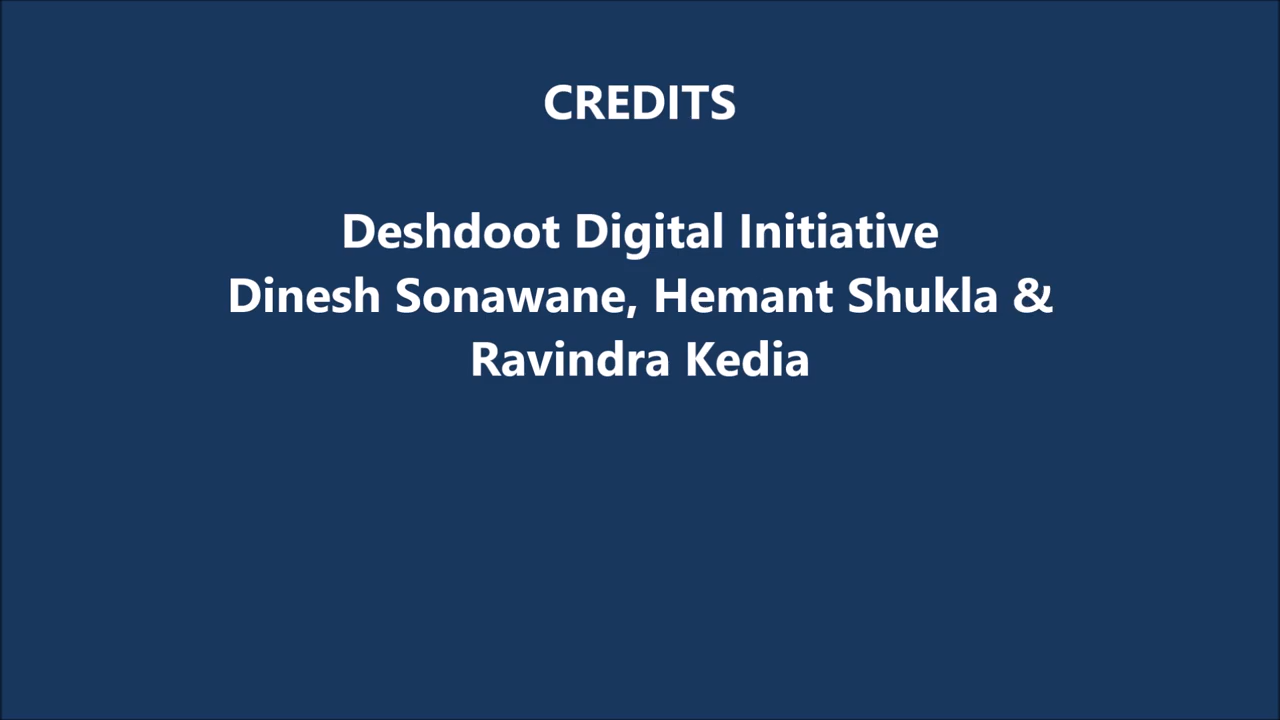 CREDITS
Deshdoot Digital Initiative
Dinesh Sonawane, Hemant Shukla &
Ravindra Kedia